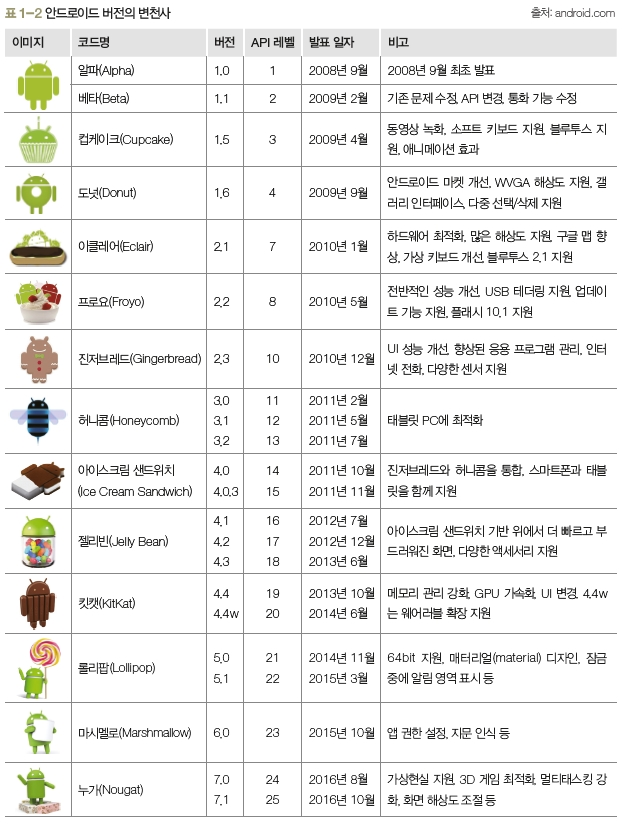 표 1-2 안드로이드 버전의 변천사 출처: android.com
이미지 코드명 버전 API 레벨 발표 일자 비고
알파(Alpha) 1.0 1 2008년 9월 2008년 9월 최초 발표
베타(Beta) 1.1 2 2009년 2월 기존 문제 수정, API 변경, 통화 기능 수정
컵케이크(Cupcake) 1.5 3 2009년 4월 동영상 녹화, 소프트 키보드 지원, 블루투스 지
원, 애니메이션 효과
도넛(Donut) 1.6 4 2009년 9월 안드로이드 마켓 개선, WVGA 해상도 지원, 갤
러리 인터페이스, 다중 선택/삭제 지원
이클레어(Eclair) 2.1 7 2010년 1월 하드웨어 최적화, 많은 해상도 지원, 구글 맵 향
상, 가상 키보드 개선, 블루투스 2.1 지원
프로요(Froyo) 2.2 8 2010년 5월 전반적인 성능 개선, USB 테더링 지원, 업데이
트 기능 지원, 플래시 10.1 지원
진저브레드(Gingerbread) 2.3 10 2010년 12월 UI 성능 개선, 향상된 응용 프로그램 관리, 인터
넷 전화, 다양한 센서 지원
허니콤(Honeycomb) 3.0 11 2011년 2월
3.1 12 2011년 5월 태블릿 PC에 최적화
3.2 13 2011년 7월
아이스크림 샌드위치 4.0 14 2011년 10월 진저브레드와 허니콤을 통합, 스마트폰과 태블
(Ice Cream Sandwich) 4.0.3 15 2011년 11월 릿을 함께 지원
젤리빈(Jelly Bean) 4.1 16 2012년 7월 아이스크림 샌드위치 기반 위에서 더 빠르고 부
4.2 17 2012년 12월 드러워진 화면, 다양한 액세서리 지원
4.3 18 2013년 6월
킷캣(KitKat) 4.4 19 2013년 10월 메모리 관리 강화, GPU 가속화, UI 변경. 4.4w
4.4w 20 2014년 6월 는 웨어러블 확장 지원
롤리팝(Lollipop) 5.0 21 2014년 11월 64bit 지원, 매터리얼(material) 디자인, 잠금
5.1 22 2015년 3월 중에 알림 영역 표시 등
마시멜로(Marshmallow) 6.0 23 2015년 10월 앱 권한 설정, 지문 인식 등
누가(Nougat) 7.0 24 2016년 8월 가상현실 지원, 3D 게임 최적화, 멀티태스킹 강
7.1 25 2016년 10월 화, 화면 해상도 조절 등